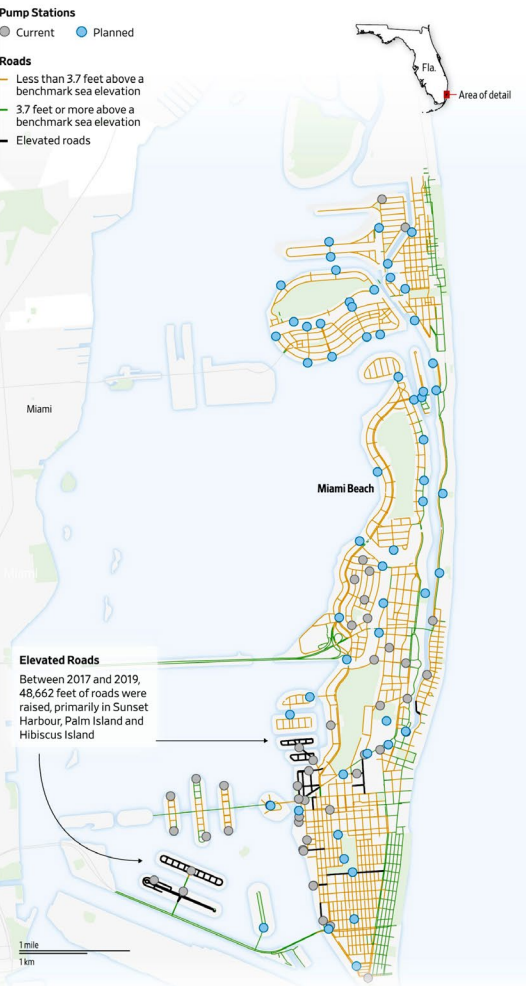 Pump Stations
Current
Planned
Roads
Less than 3.7 feet above a
benchmark sea elevation
3.7 feet or more above a
benchmark sea elevation
Elevated roads
Fla.
Area of detail
Miami
Miami Beach
Miami
Elevated Roads
Between 2017 and 2019,
48,662 feet of roads were
raised, primarily in Sunset
Harbour, Palm Island and
Hibiscus Island
1 mile
1 km